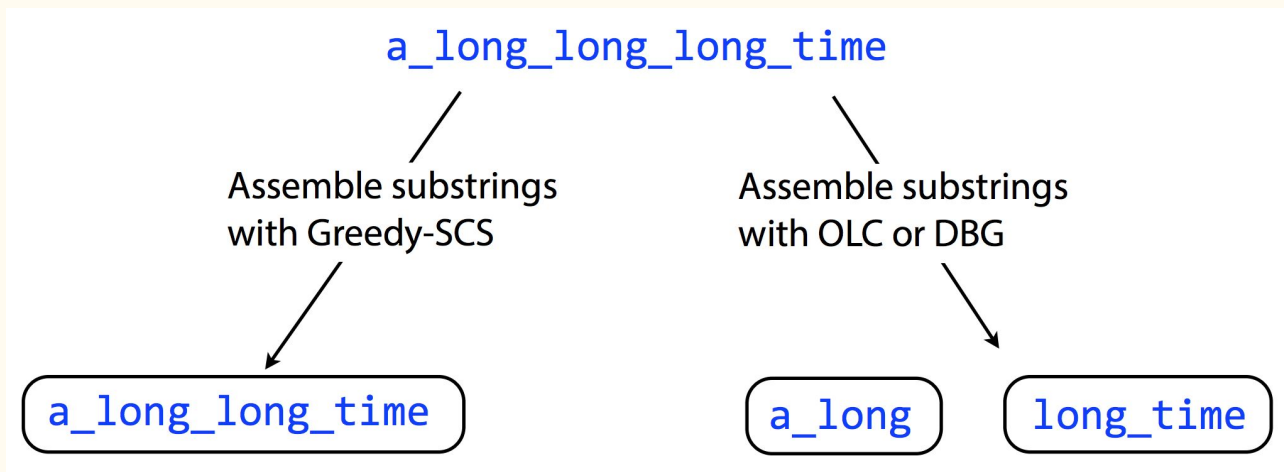 a_long_long_long_time
Assemble substrings
with Greedy-SCS
Assemble substrings
with OLC or DBG
a_long_long_time
a_long
long_time